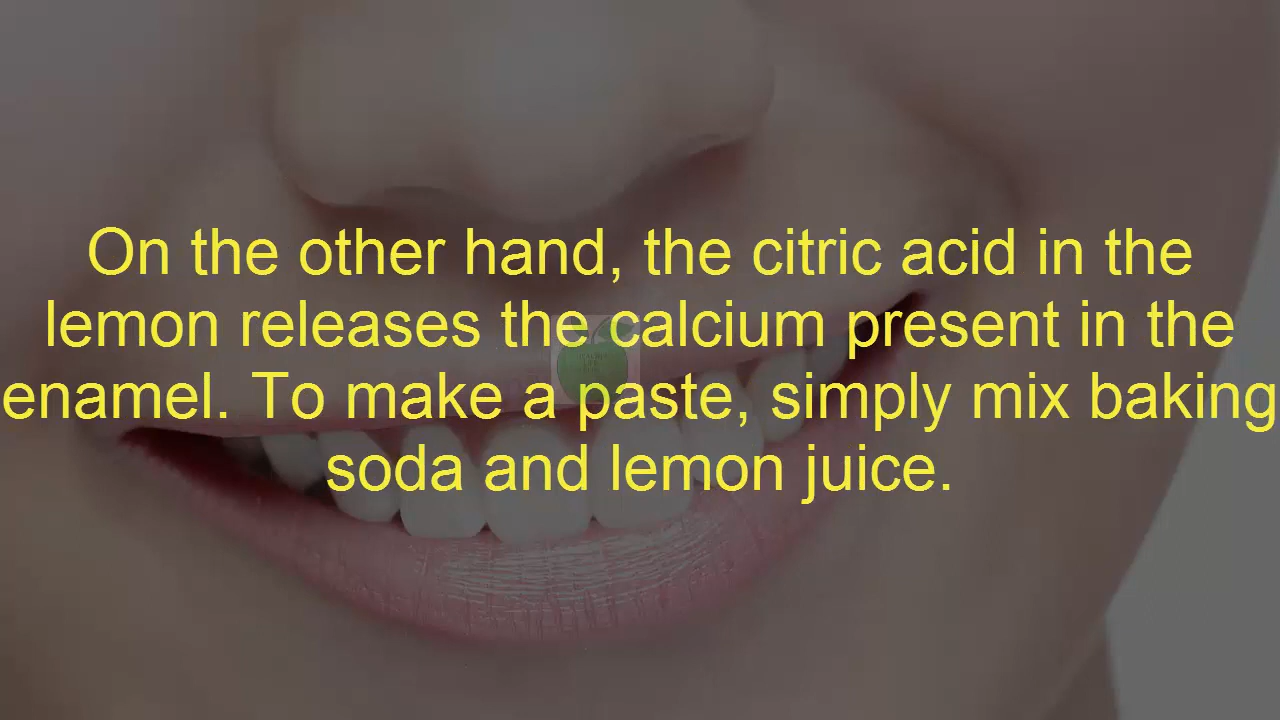 On the other hand, the citric acid in the
lemon releases the calcium present in the
enamel. To make a paste, simply mix baking
soda and lemon juice.